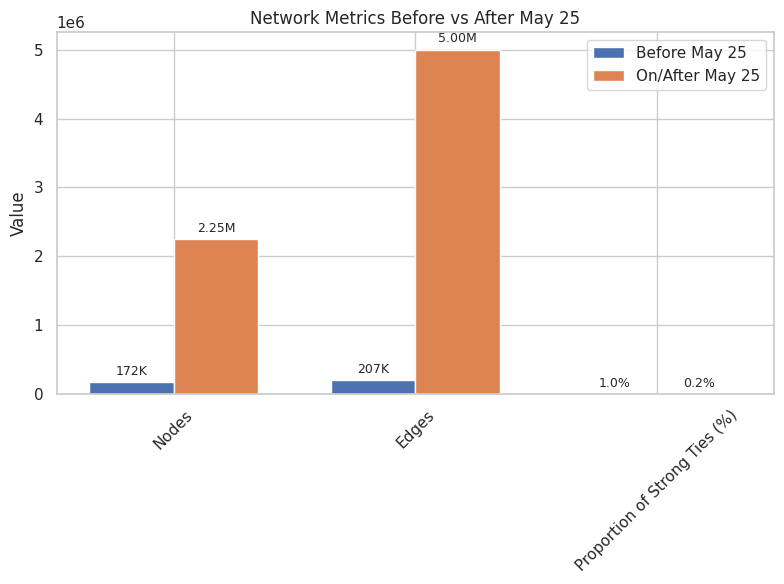 Network Metrics Before vs After May 25
1e6
5.00M
Before May 25
On/After May 25
5
4
3
2.25M
2
1
172K
207K
1.0%
0.2%
0
Value
Nodes
Edges
Proportion of Strong Ties (%)